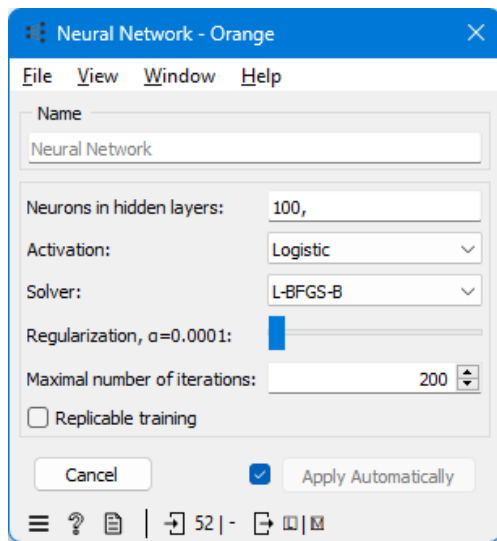 Neural Network - Orange
File View Window Help
Name
Neural Network
Neurons in hidden layers: 100,
Activation: Logistic
Solver: L-BFGS-B
Regularization, α=0.0001:
Maximal number of iterations: 200
Replicable training
Cancel Apply Automatically
52 | - L | M